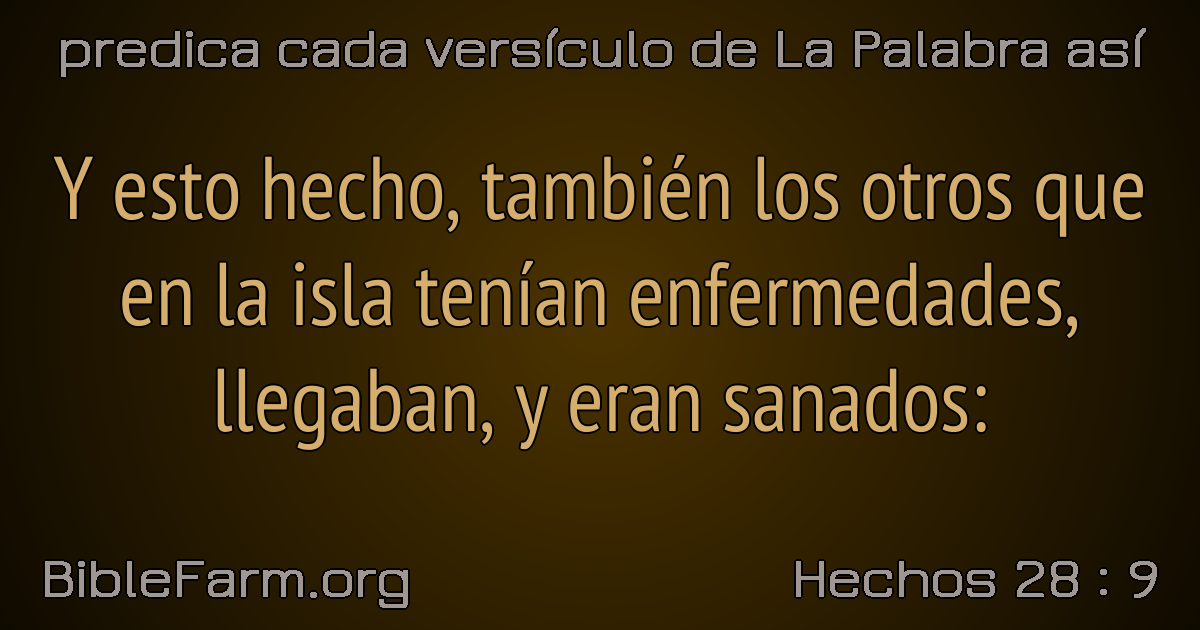 predica cada versículo de La Palabra así
Y esto hecho, también los otros que
en la isla tenían enfermedades,
llegaban, y eran sanados:
BibleFarm.org
Hechos 28 : 9